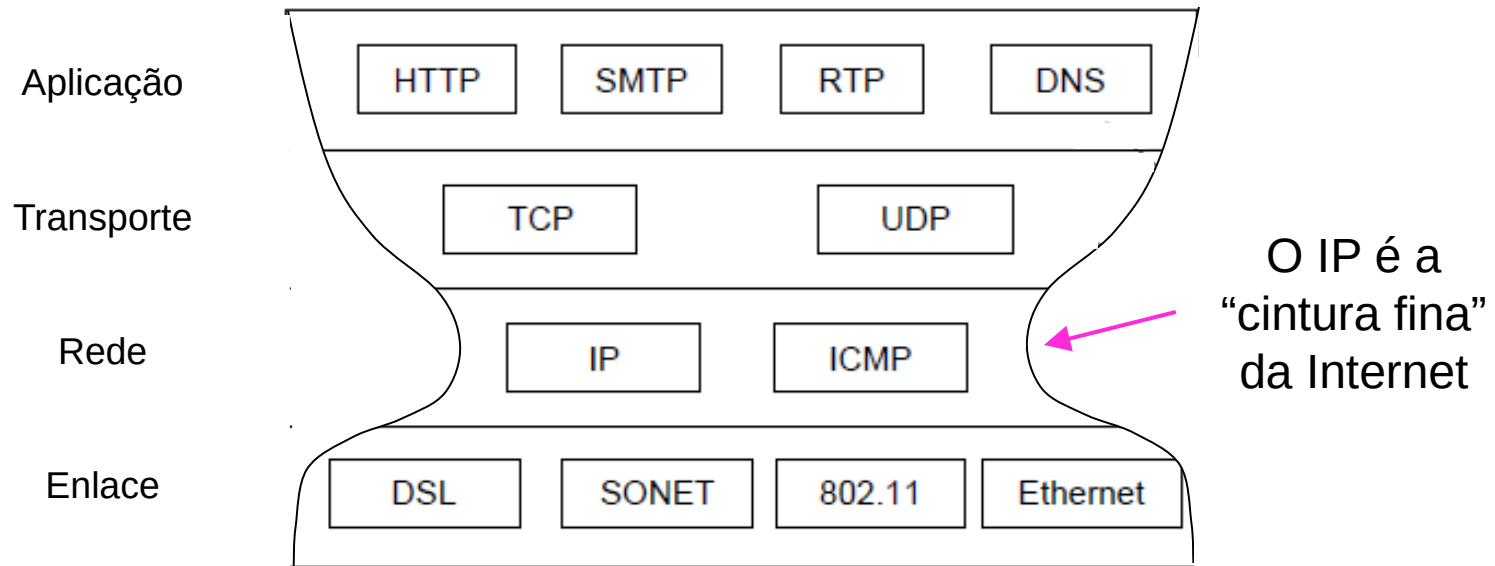 Aplicação
HTTP SMTP RTP DNS
Transporte
TCP UDP
Rede
IP ICMP
Enlace
DSL SONET 802.11 Ethernet
O IP é a
“cintura fina”
da Internet